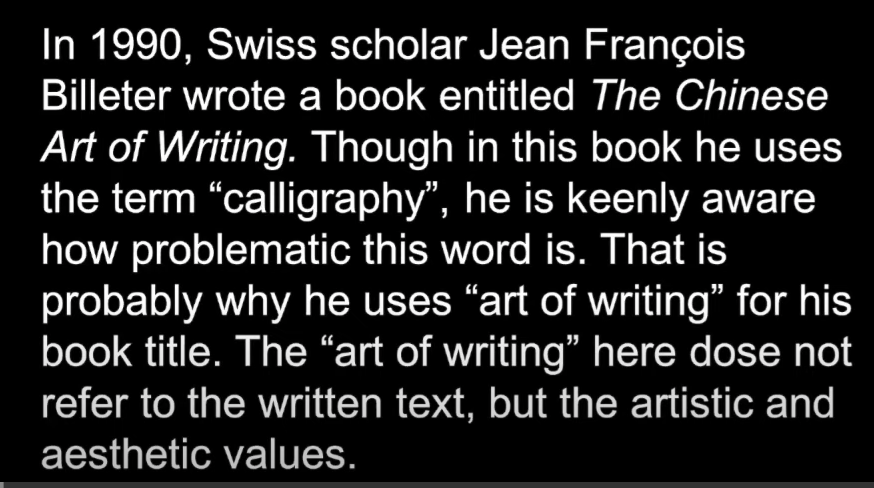 In 1990, Swiss scholar Jean François
Billeter wrote a book entitled The Chinese
Art of Writing. Though in this book he uses
the term “calligraphy”, he is keenly aware
how problematic this word is. That is
probably why he uses “art of writing” for his
book title. The “art of writing” here dose not
refer to the written text, but the artistic and
aesthetic values.